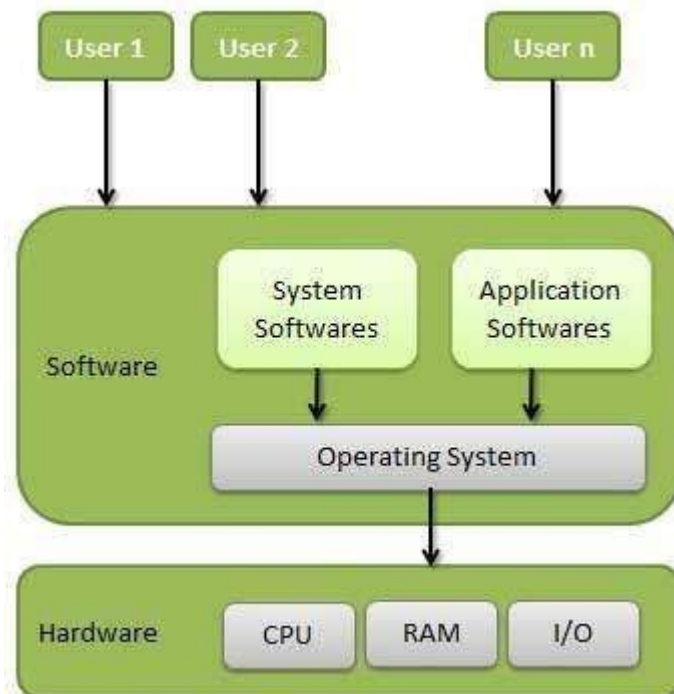 User 1
User 2
User n
System
Softwares
Application
Softwares
Software
Operating System
Hardware
CPU
RAM
I/O